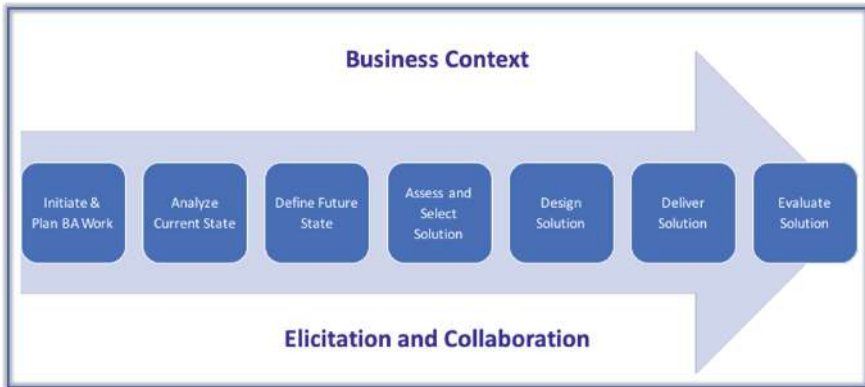 Business Context
Initiate &
Plan BA Work
Analyze
Current State
Define Future
State
Assess and
Select
Solution
Design
Solution
Deliver
Solution
Evaluate
Solution
Elicitation and Collaboration